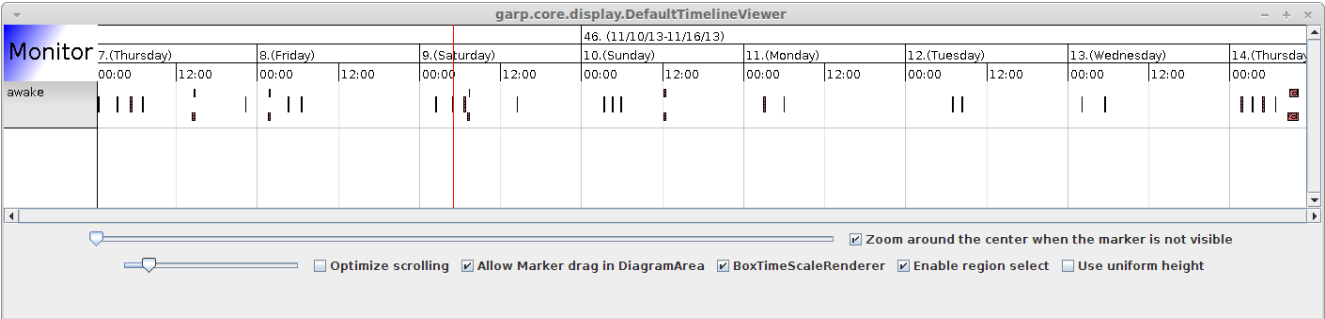 garp.core.display.DefaultTimelineViewer
Monitor
46. (11/10/13-11/16/13)
7.(Thursday) 8.(Friday) 9.(Saturday) 10.(Sunday) 11.(Monday) 12.(Tuesday) 13.(Wednesday) 14.(Thursday
00:00 12:00 00:00 12:00 00:00 12:00 00:00 12:00 00:00 12:00 00:00 12:00 00:00 12:00 00:00
awake
Zoom around the center when the marker is not visible
Optimize scrolling Allow Marker drag in DiagramArea BoxTimeScaleRenderer Enable region select Use uniform height